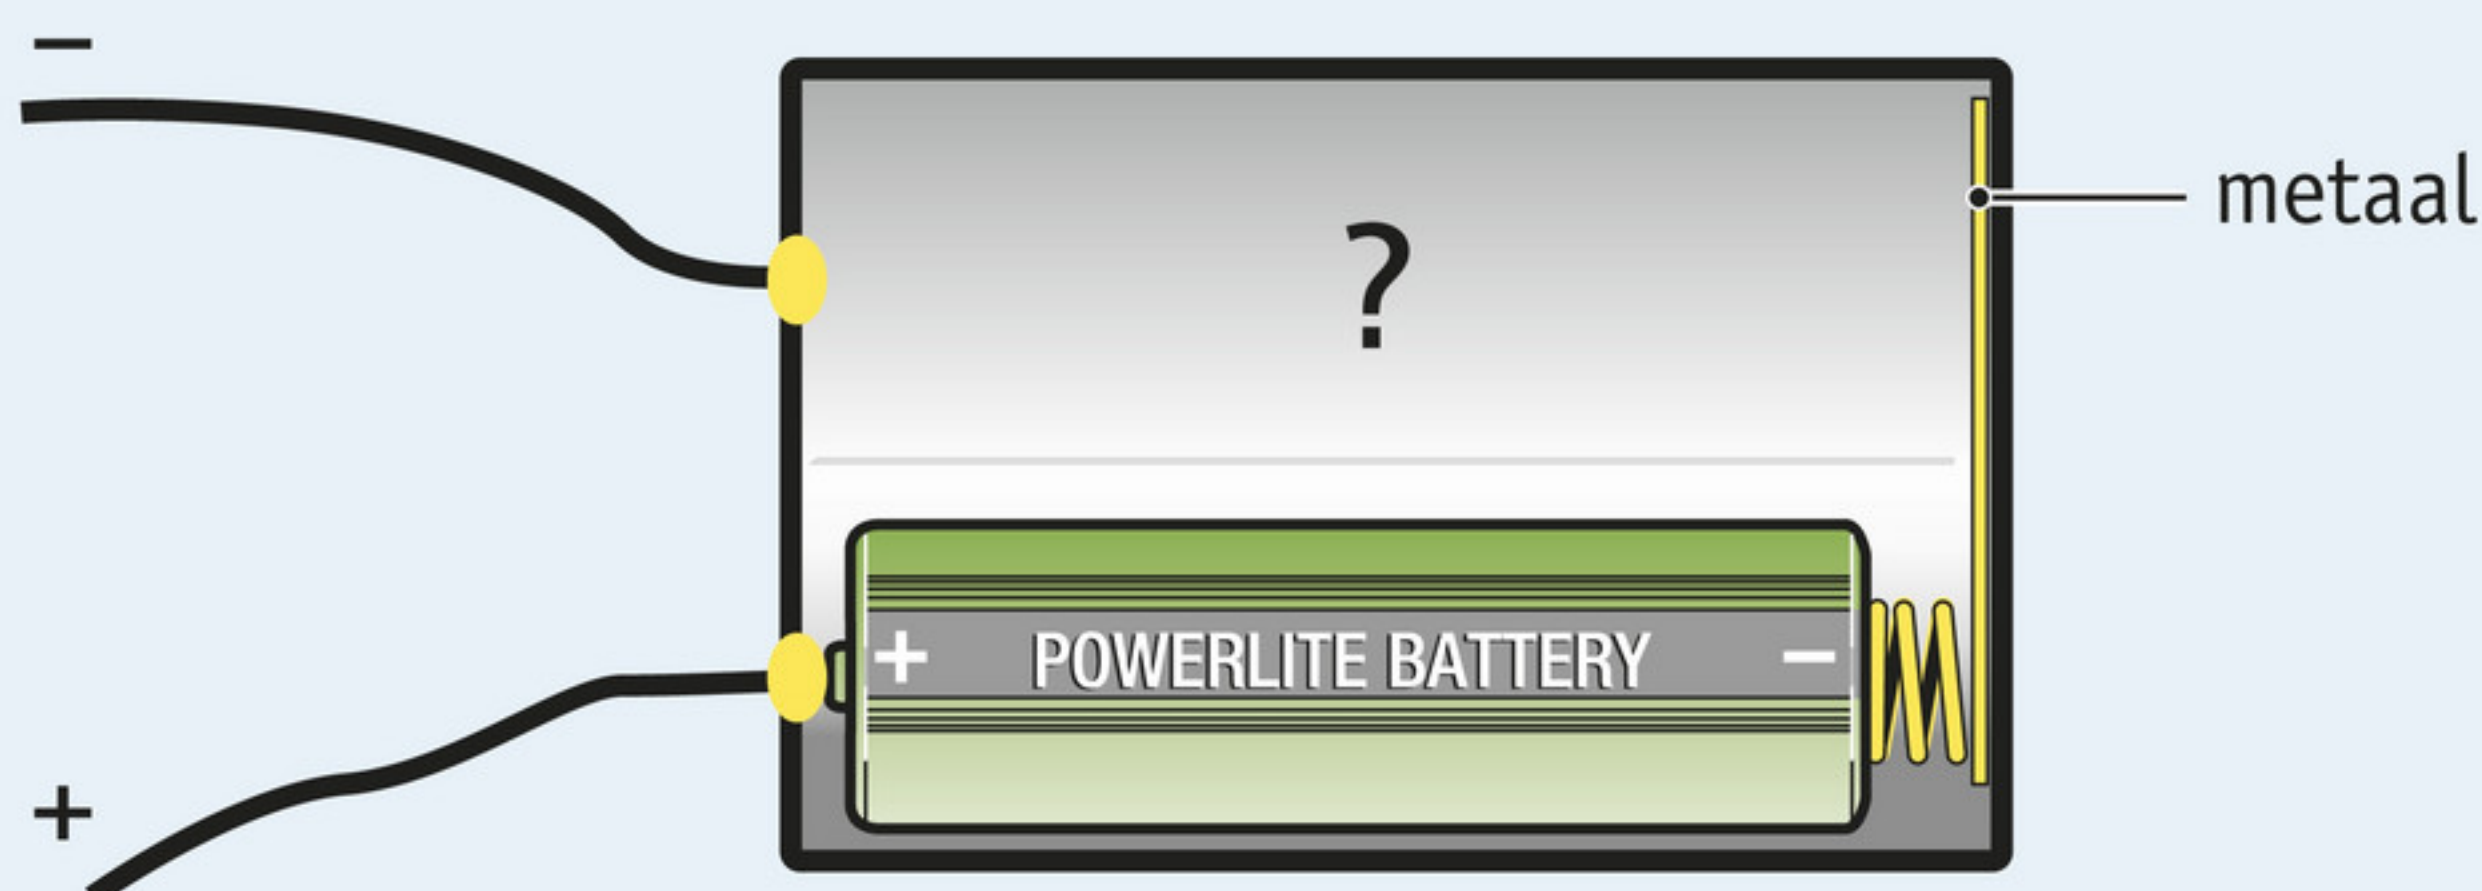 −
metaal
?
+ POWERLITE BATTERY −
+